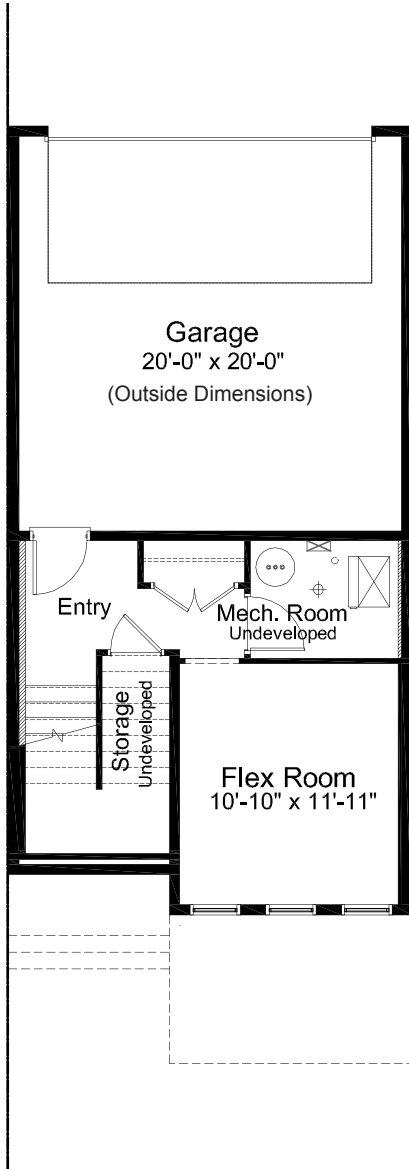 Garage
20'-0" x 20'-0"
(Outside Dimensions)
Entry
Mech. Room
Undeveloped
Storage
Undeveloped
Flex Room
10'-10" x 11'-11"